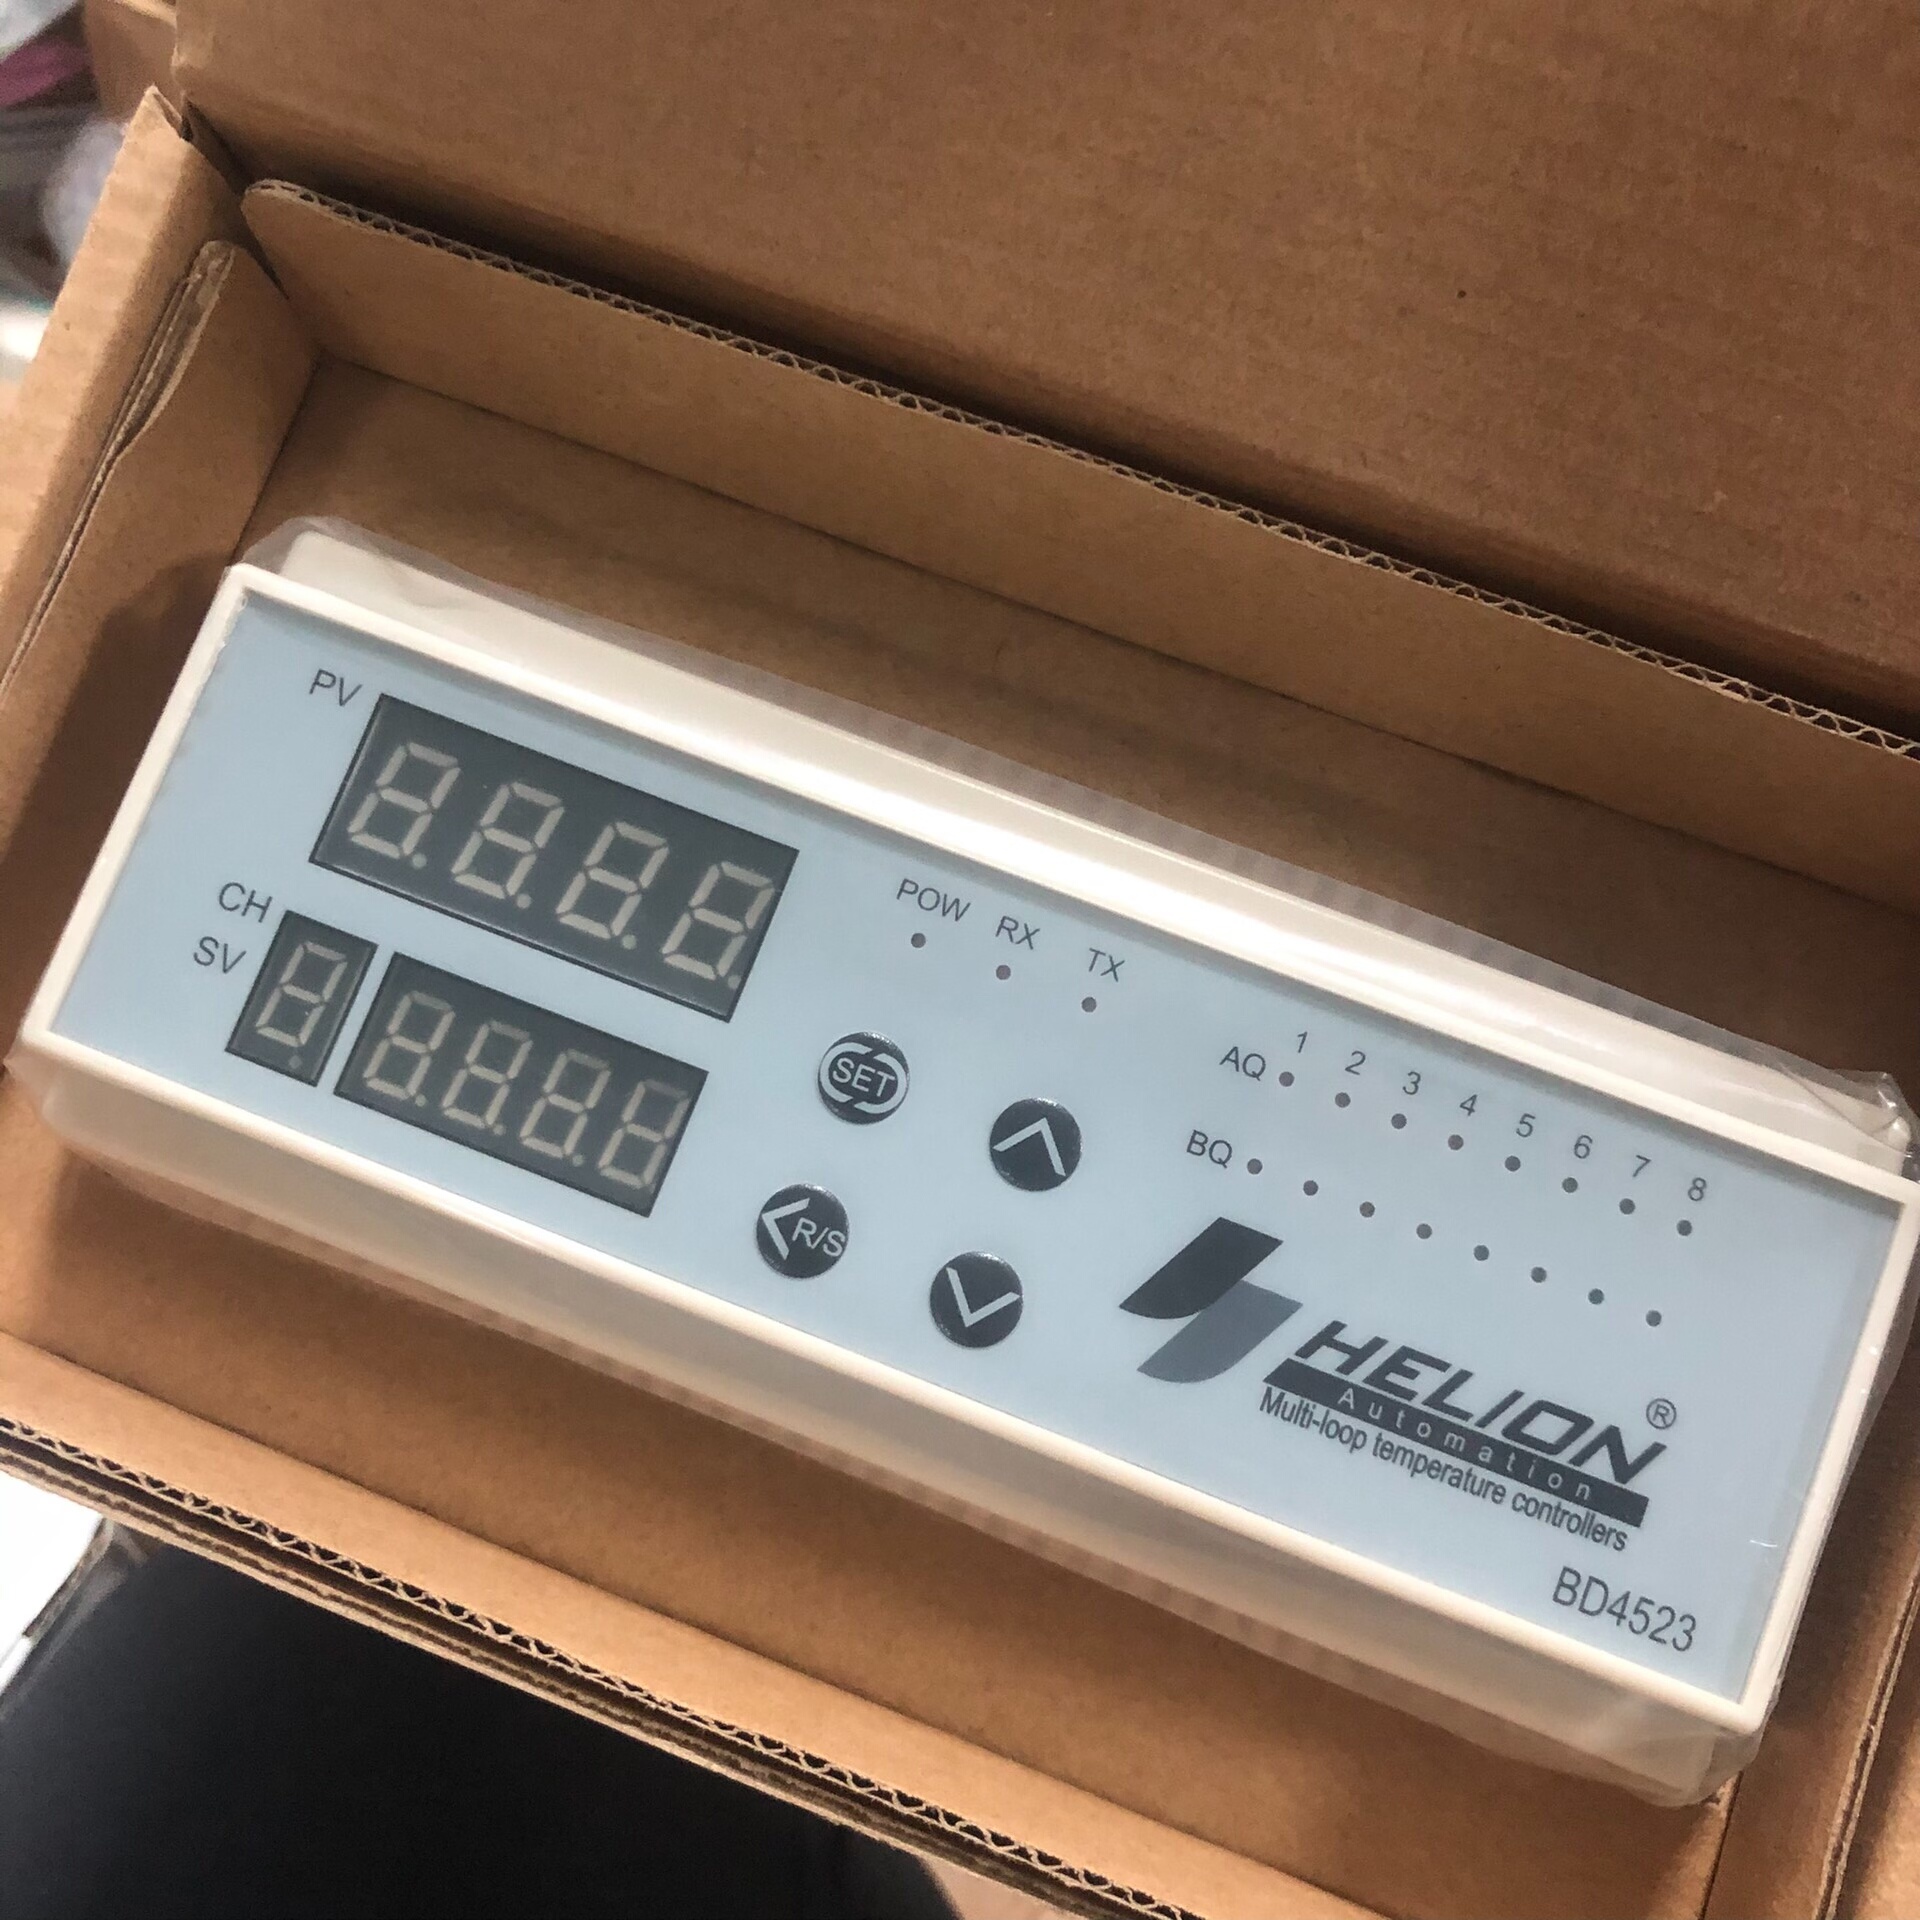 PV
CH
SV
POW RX TX
SET
R/S
1 2 3 4 5 6 7 8
AQ
BQ
HELION®
Automation
Multi-loop temperature controllers
BD4523